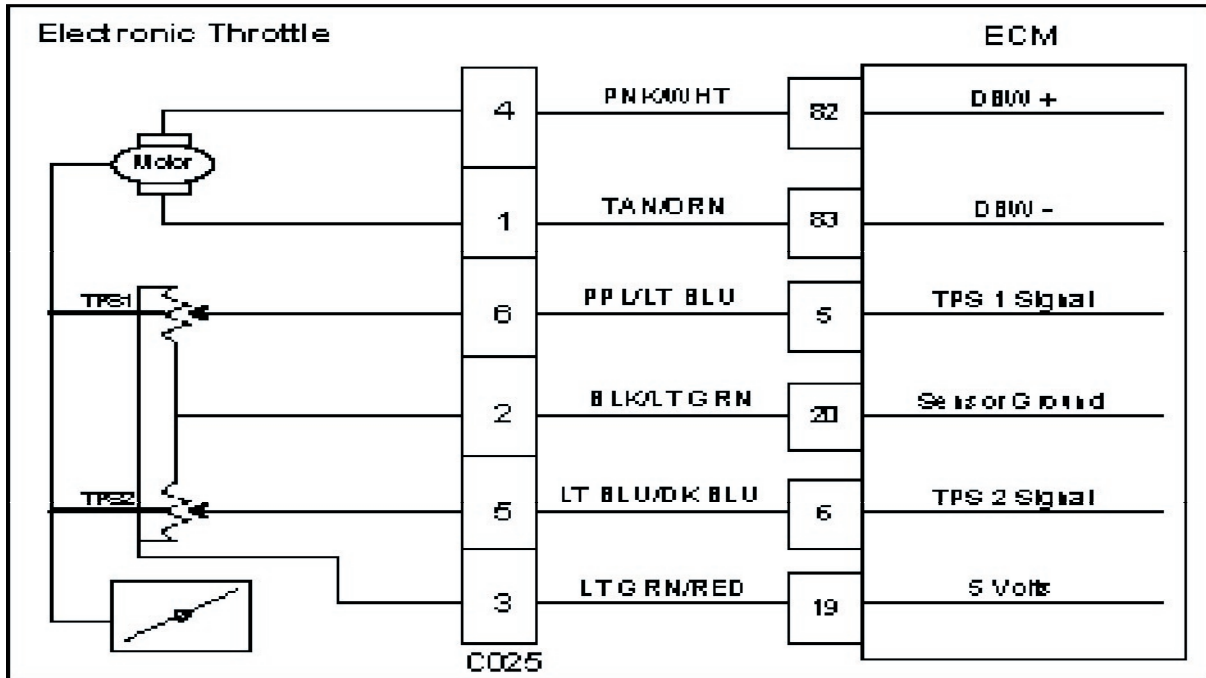 Electronic Throttle
ECM
4
PNK/WHT
82
DBW +
Motor
1
TAN/ORN
83
DBW -
TPS1
6
PPL/LT BLU
5
TPS 1 Signal
2
BLK/LT GRN
20
Sensor Ground
TPS2
5
LT BLU/DK BLU
6
TPS 2 Signal
3
LT GRN/RED
19
5 Volts
C025